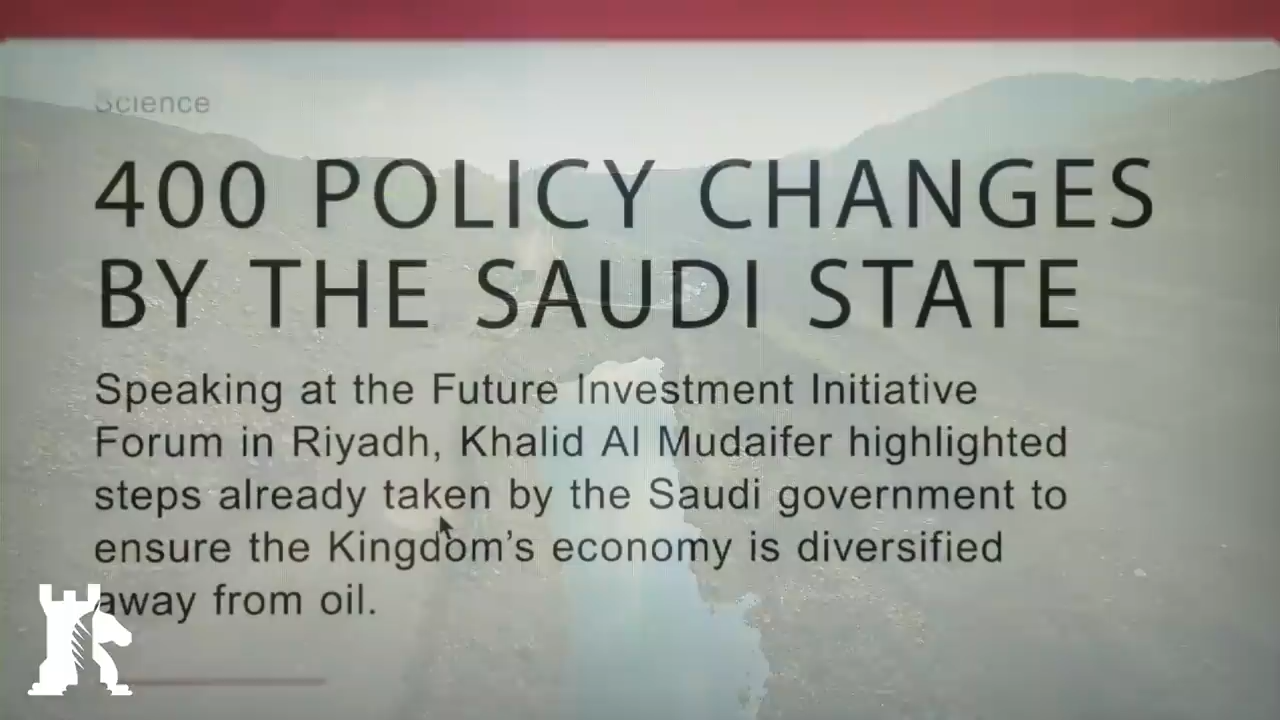 Science
400 POLICY CHANGES
BY THE SAUDI STATE
Speaking at the Future Investment Initiative
Forum in Riyadh, Khalid Al Mudaifer highlighted
steps already taken by the Saudi government to
ensure the Kingdom’s economy is diversified
away from oil.